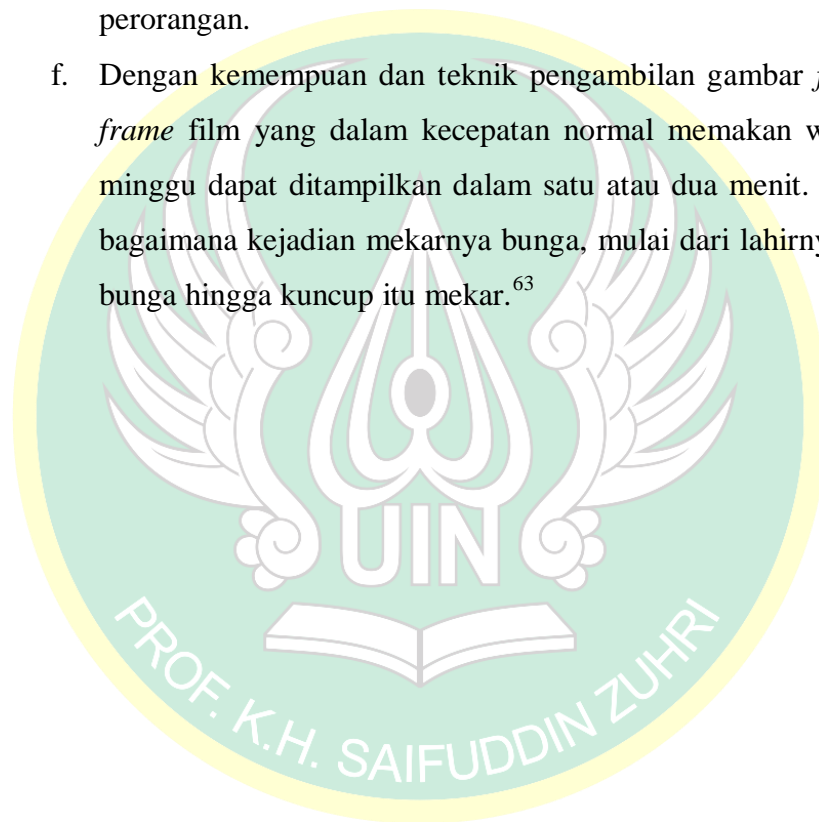 perorangan.
f. Dengan kemempuan dan teknik pengambilan gambar
frame film yang dalam kecepatan normal memakan
minggu dapat ditampilkan dalam satu atau dua menit.
bagaimana kejadian mekarnya bunga, mulai dari
bunga hingga kuncup itu mekar.63
UIN
PROF. K.H. SAIFUDDIN ZUHRI